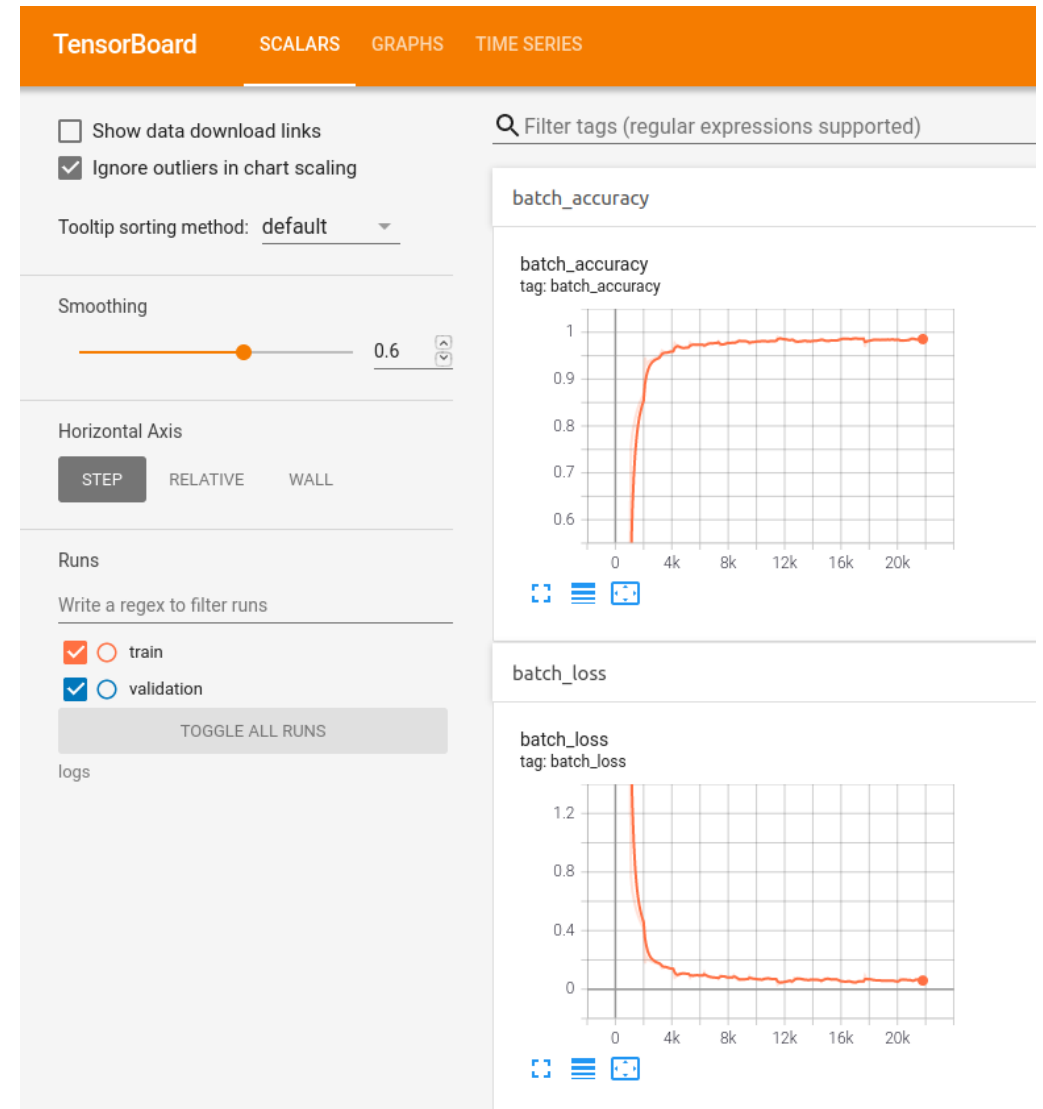 TensorBoard SCALARS GRAPHS TIME SERIES
Show data download links
Ignore outliers in chart scaling
Tooltip sorting method: default
Smoothing
0.6
Horizontal Axis
STEP RELATIVE WALL
Runs
Write a regex to filter runs
train
validation
TOGGLE ALL RUNS
logs
Filter tags (regular expressions supported)
batch_accuracy
batch_accuracy
tag: batch_accuracy
1
0.9
0.8
0.7
0.6
0 4k 8k 12k 16k 20k
batch_loss
batch_loss
tag: batch_loss
1.2
0.8
0.4
0
0 4k 8k 12k 16k 20k